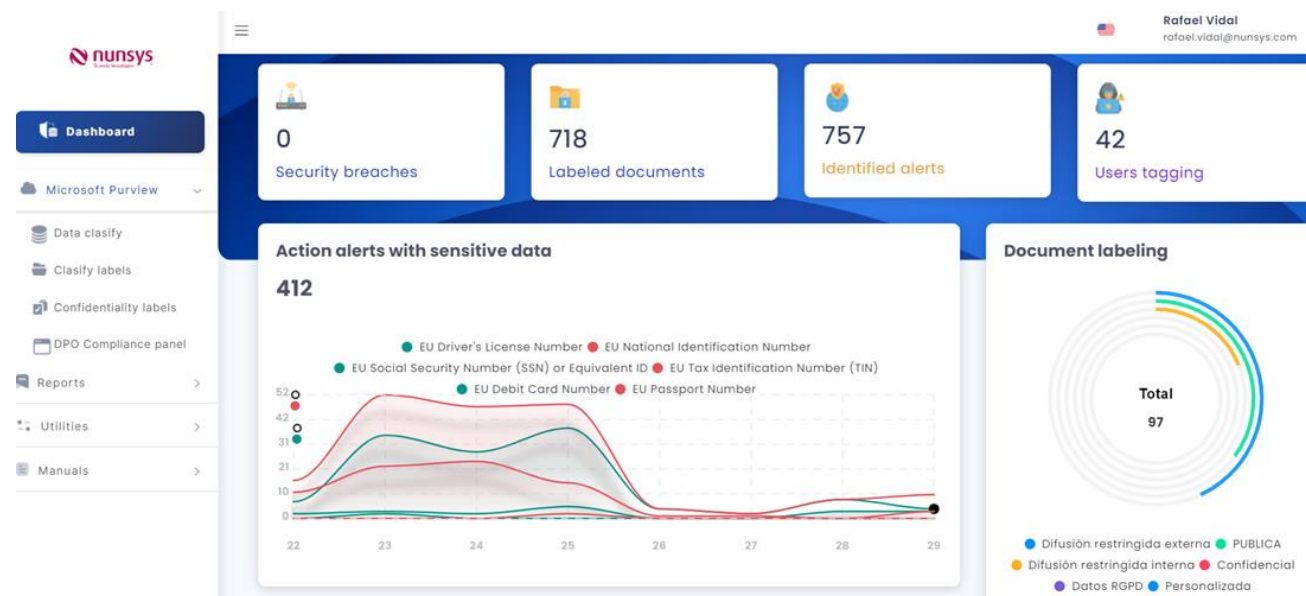 nunsys
Rafael Vidal
rafael.vidal@nunsys.com
Dashboard
Microsoft Purview
Data clasify
Clasify labels
Confidentiality labels
DPO Compliance panel
Reports
Utilities
Manuals
0
Security breaches
718
Labeled documents
757
Identified alerts
42
Users tagging
Action alerts with sensitive data
412
EU Driver's License Number EU National Identification Number
EU Social Security Number (SSN) or Equivalent ID EU Tax Identification Number (TIN)
EU Debit Card Number EU Passport Number
52
42
31
21
10
0
22 23 24 25 26 27 28 29
Document labeling
Total
97
Difusión restringida externa PUBLICA
Difusión restringida interna Confidencial
Datos RGPD Personalizada